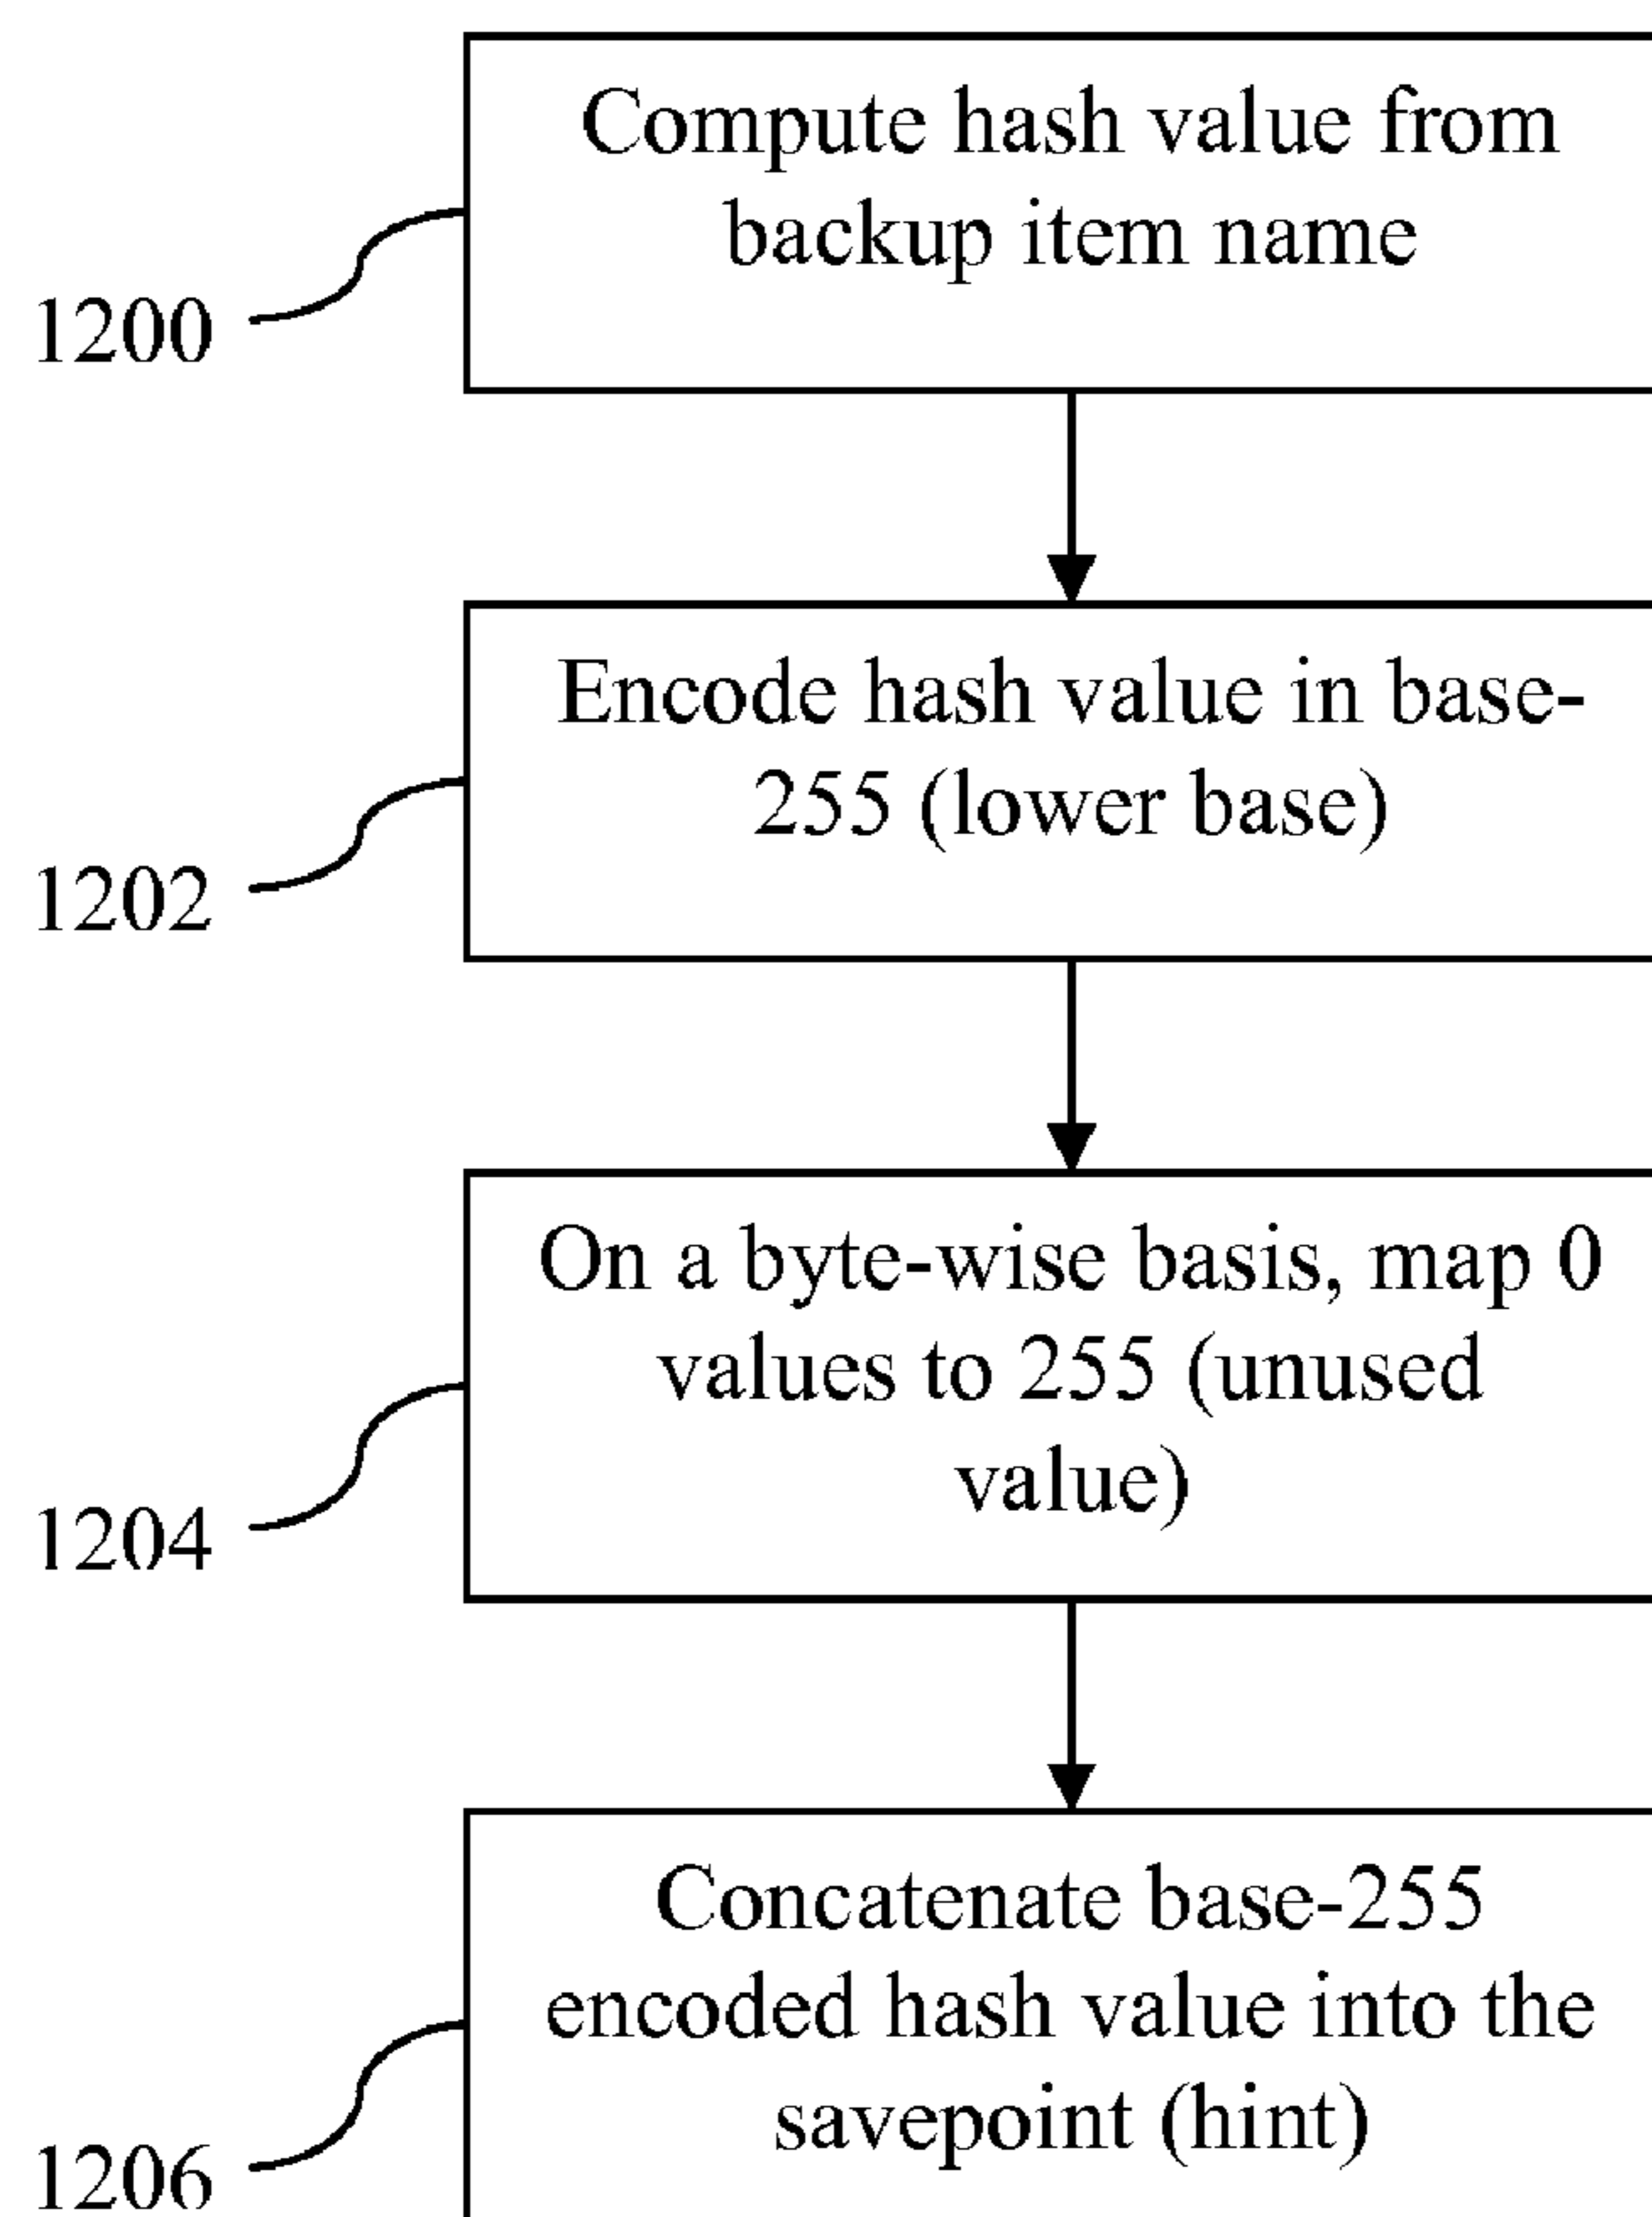 Compute hash value from
backup item name
1200
Encode hash value in base-
255 (lower base)
1202
On a byte-wise basis, map 0
values to 255 (unused
value)
1204
Concatenate base-255
encoded hash value into the
savepoint (hint)
1206